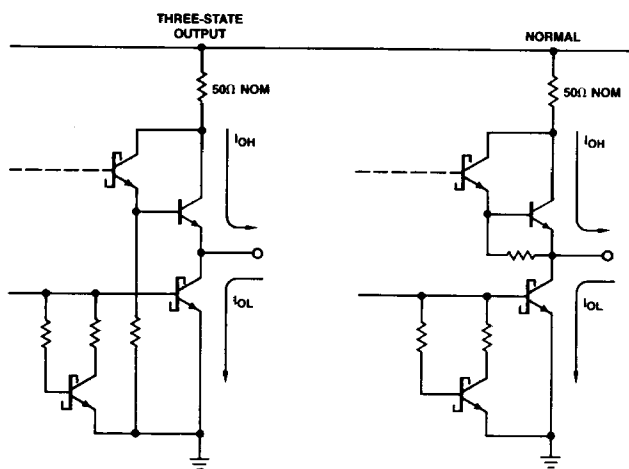 THREE-STATE
OUTPUT
NORMAL
50Ω NOM
50Ω NOM
IOH
IOH
IOL
IOL